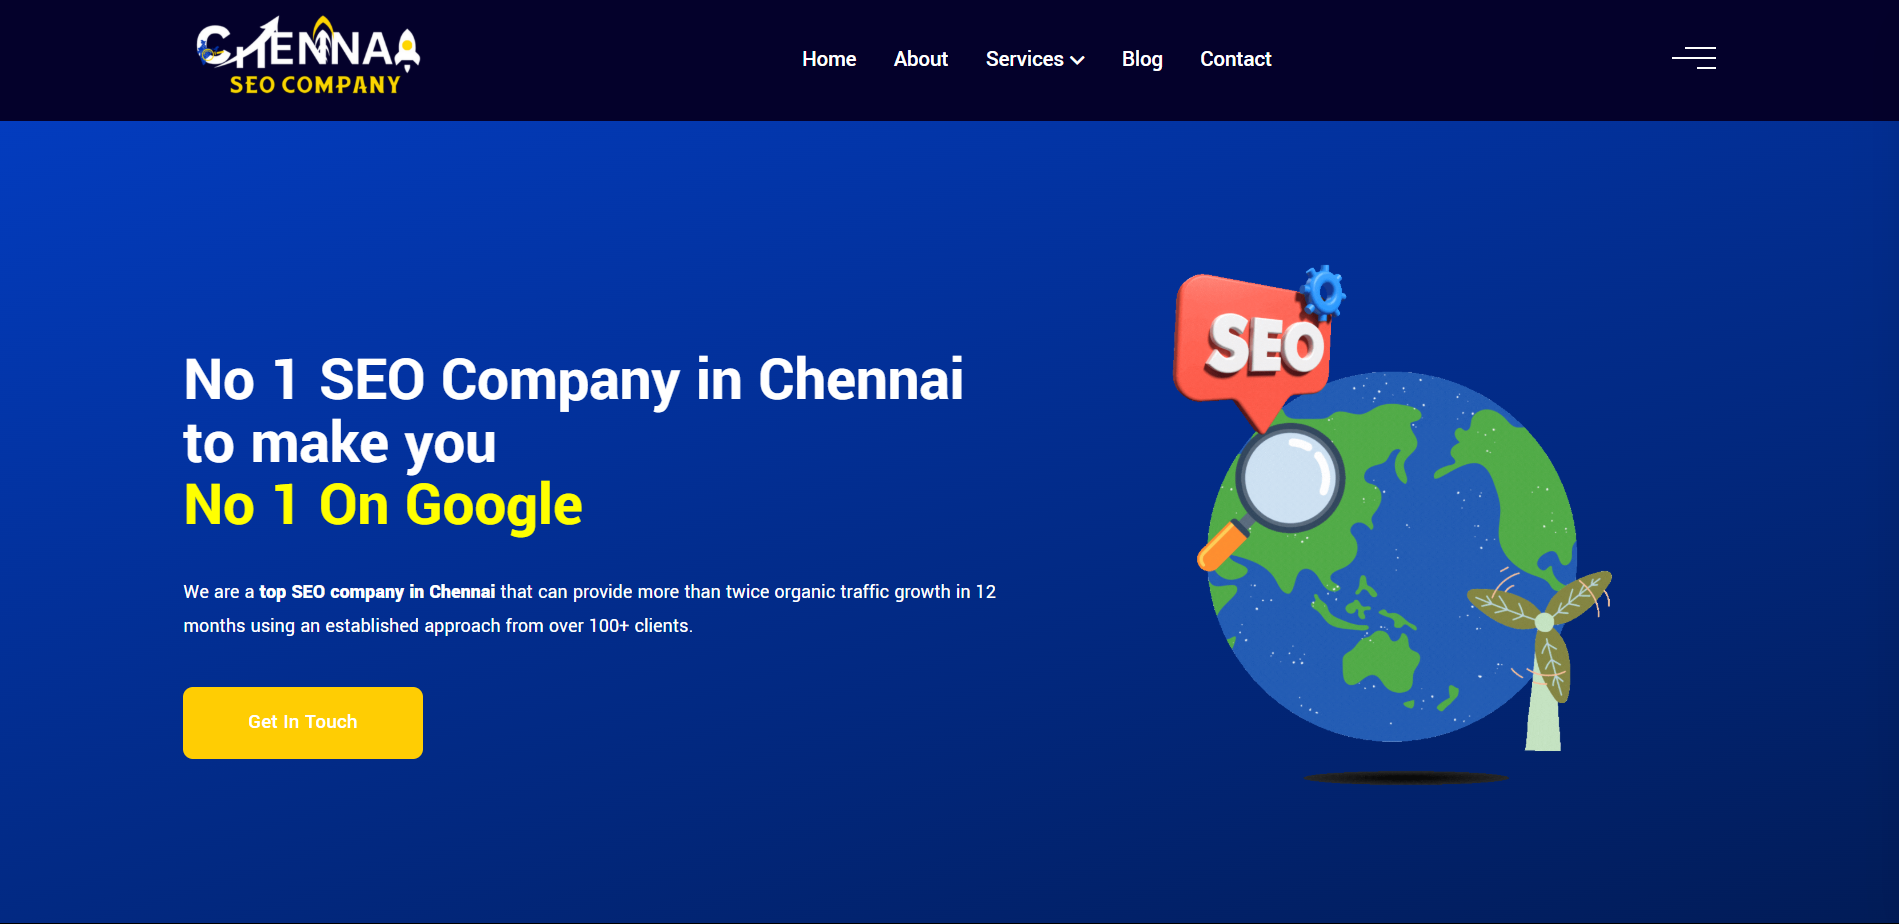 CHENNAI
SEO COMPANY
Home About Services Blog Contact
SEO
No 1 SEO Company in Chennai
to make you
No 1 On Google
We are a top SEO company in Chennai that can provide more than twice organic traffic growth in 12
months using an established approach from over 100+ clients.
Get In Touch